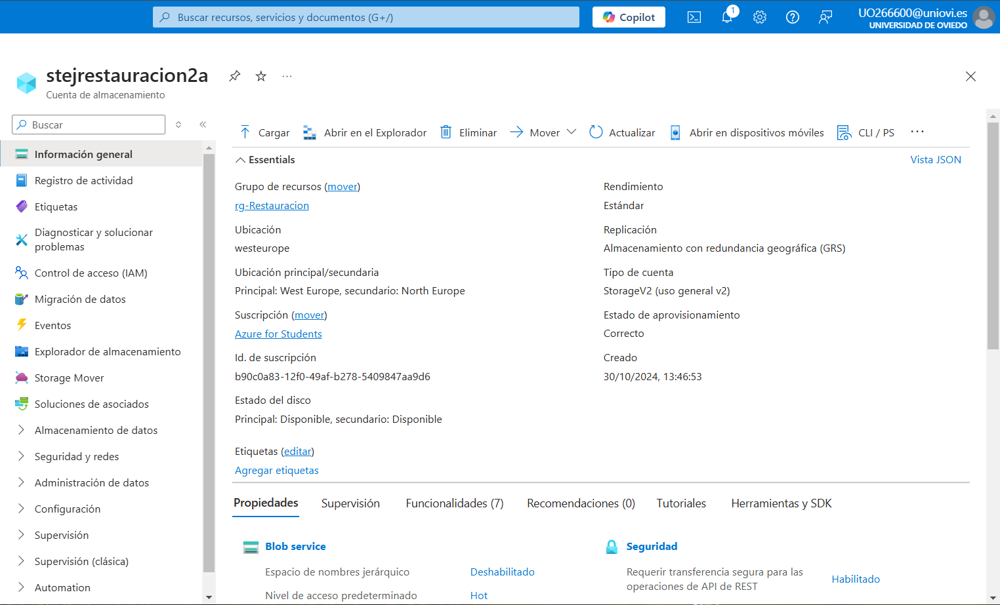 Buscar recursos, servicios y documentos (G+/)
Copilot
1
UO266600@uniovi.es
UNIVERSIDAD DE OVIEDO
stejrestauracion2a
Cuenta de almacenamiento
Buscar
Información general
Registro de actividad
Etiquetas
Diagnosticar y solucionar
problemas
Control de acceso (IAM)
Migración de datos
Eventos
Explorador de almacenamiento
Storage Mover
Soluciones de asociados
Almacenamiento de datos
Seguridad y redes
Administración de datos
Configuración
Supervisión
Supervisión (clásica)
Automation
Cargar
Abrir en el Explorador
Eliminar
Mover
Actualizar
Abrir en dispositivos móviles
CLI / PS
Essentials
Vista JSON
Grupo de recursos (mover)
rg-Restauracion
Ubicación
westeurope
Ubicación principal/secundaria
Principal: West Europe, secundario: North Europe
Suscripción (mover)
Azure for Students
Id. de suscripción
b90c0a83-12f0-49af-b278-5409847aa9d6
Estado del disco
Principal: Disponible, secundario: Disponible
Rendimiento
Estándar
Replicación
Almacenamiento con redundancia geográfica (GRS)
Tipo de cuenta
StorageV2 (uso general v2)
Estado de aprovisionamiento
Correcto
Creado
30/10/2024, 13:46:53
Etiquetas (editar)
Agregar etiquetas
Propiedades
Supervisión
Funcionalidades (7)
Recomendaciones (0)
Tutoriales
Herramientas y SDK
Blob service
Espacio de nombres jerárquico
Deshabilitado
Nivel de acceso predeterminado
Hot
Seguridad
Requerir transferencia segura para las
operaciones de API de REST
Habilitado